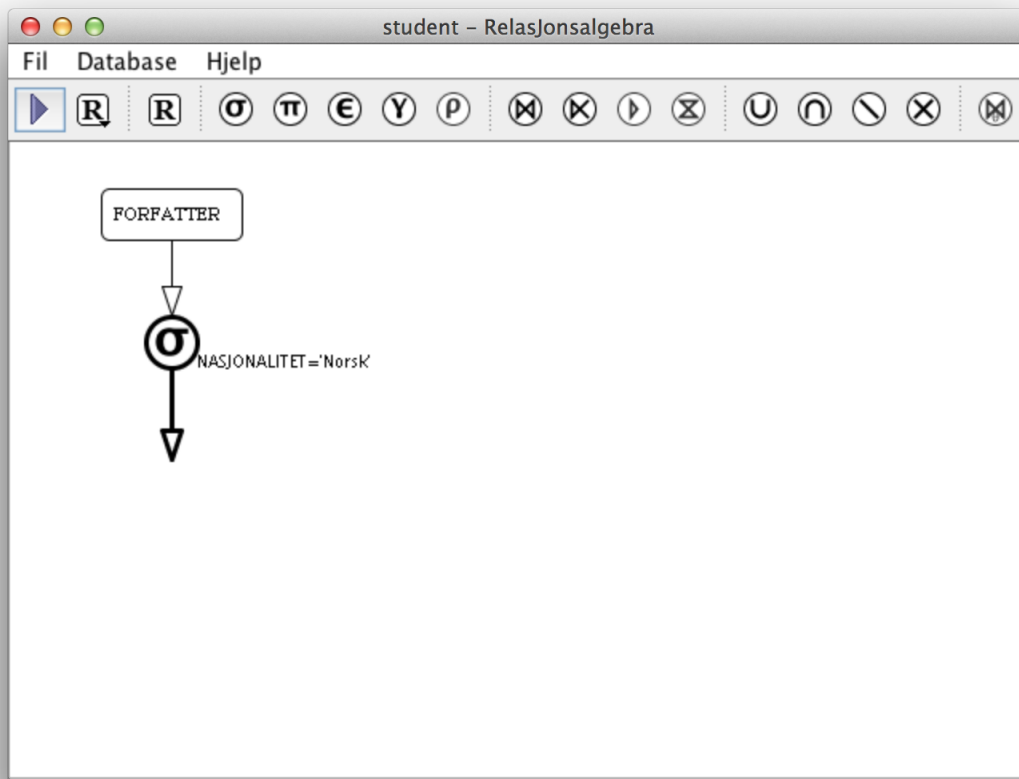 student – RelasJonsalgebra
Fil Database Hjelp
R R σ π ϵ γ ρ ⋈ ⋉ ▷ ⧖ ∪ ∩ \ ×
FORFATTER
σ NASJONALITET='Norsk'